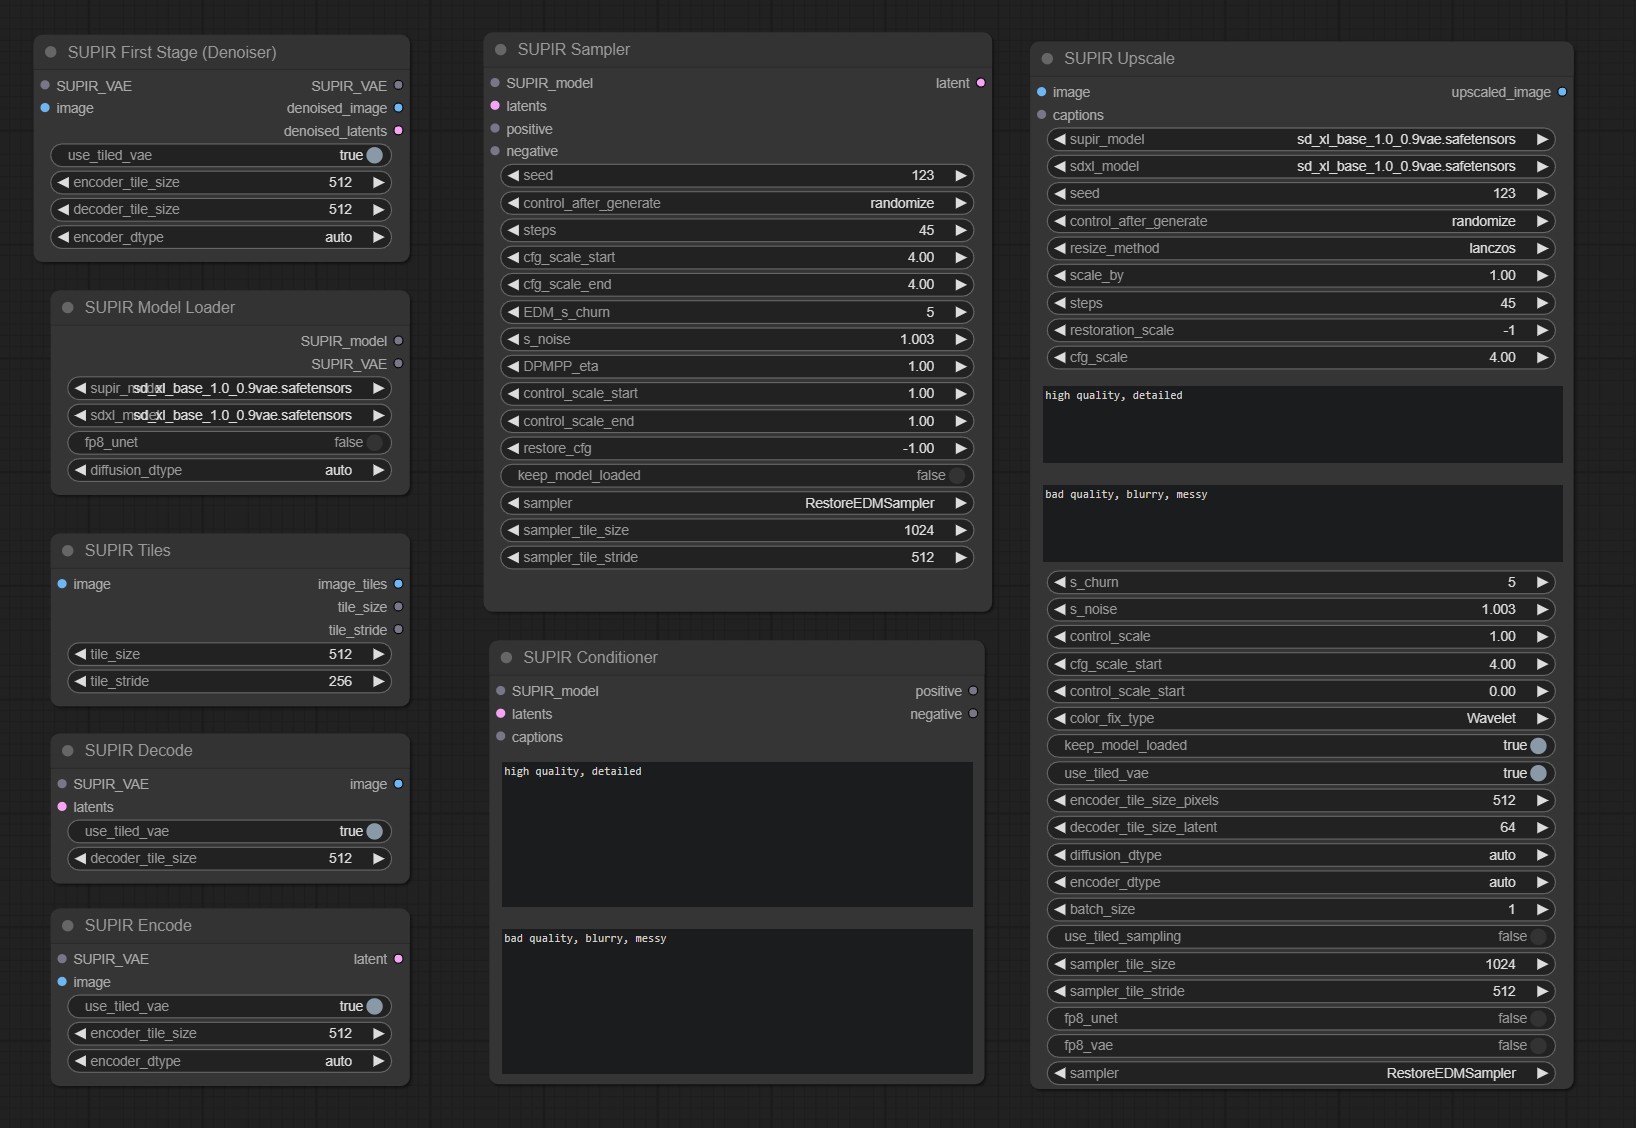 SUPIR First Stage (Denoiser)
SUPIR_VAE SUPIR_VAE
image denoised_image
denoised_latents
use_tiled_vae true
encoder_tile_size 512
decoder_tile_size 512
encoder_dtype auto
SUPIR Model Loader
SUPIR_model
SUPIR_VAE
supir_model sd_xl_base_1.0_0.9vae.safetensors
sdxl_model sd_xl_base_1.0_0.9vae.safetensors
fp8_unet false
diffusion_dtype auto
SUPIR Tiles
image image_tiles
tile_size
tile_stride
tile_size 512
tile_stride 256
SUPIR Decode
SUPIR_VAE image
latents
use_tiled_vae true
decoder_tile_size 512
SUPIR Encode
SUPIR_VAE latent
image
use_tiled_vae true
encoder_tile_size 512
encoder_dtype auto
SUPIR Sampler
SUPIR_model latent
latents
positive
negative
seed 123
control_after_generate randomize
steps 45
cfg_scale_start 4.00
cfg_scale_end 4.00
EDM_s_churn 5
s_noise 1.003
DPMPP_eta 1.00
control_scale_start 1.00
control_scale_end 1.00
restore_cfg -1.00
keep_model_loaded false
sampler RestoreEDMSampler
sampler_tile_size 1024
sampler_tile_stride 512
SUPIR Conditioner
SUPIR_model positive
latents negative
captions
high quality, detailed
bad quality, blurry, messy
SUPIR Upscale
image upscaled_image
captions
supir_model sd_xl_base_1.0_0.9vae.safetensors
sdxl_model sd_xl_base_1.0_0.9vae.safetensors
seed 123
control_after_generate randomize
resize_method lanczos
scale_by 1.00
steps 45
restoration_scale -1
cfg_scale 4.00
high quality, detailed
bad quality, blurry, messy
s_churn 5
s_noise 1.003
control_scale 1.00
cfg_scale_start 4.00
control_scale_start 0.00
color_fix_type Wavelet
keep_model_loaded true
use_tiled_vae true
encoder_tile_size_pixels 512
decoder_tile_size_latent 64
diffusion_dtype auto
encoder_dtype auto
batch_size 1
use_tiled_sampling false
sampler_tile_size 1024
sampler_tile_stride 512
fp8_unet false
fp8_vae false
sampler RestoreEDMSampler